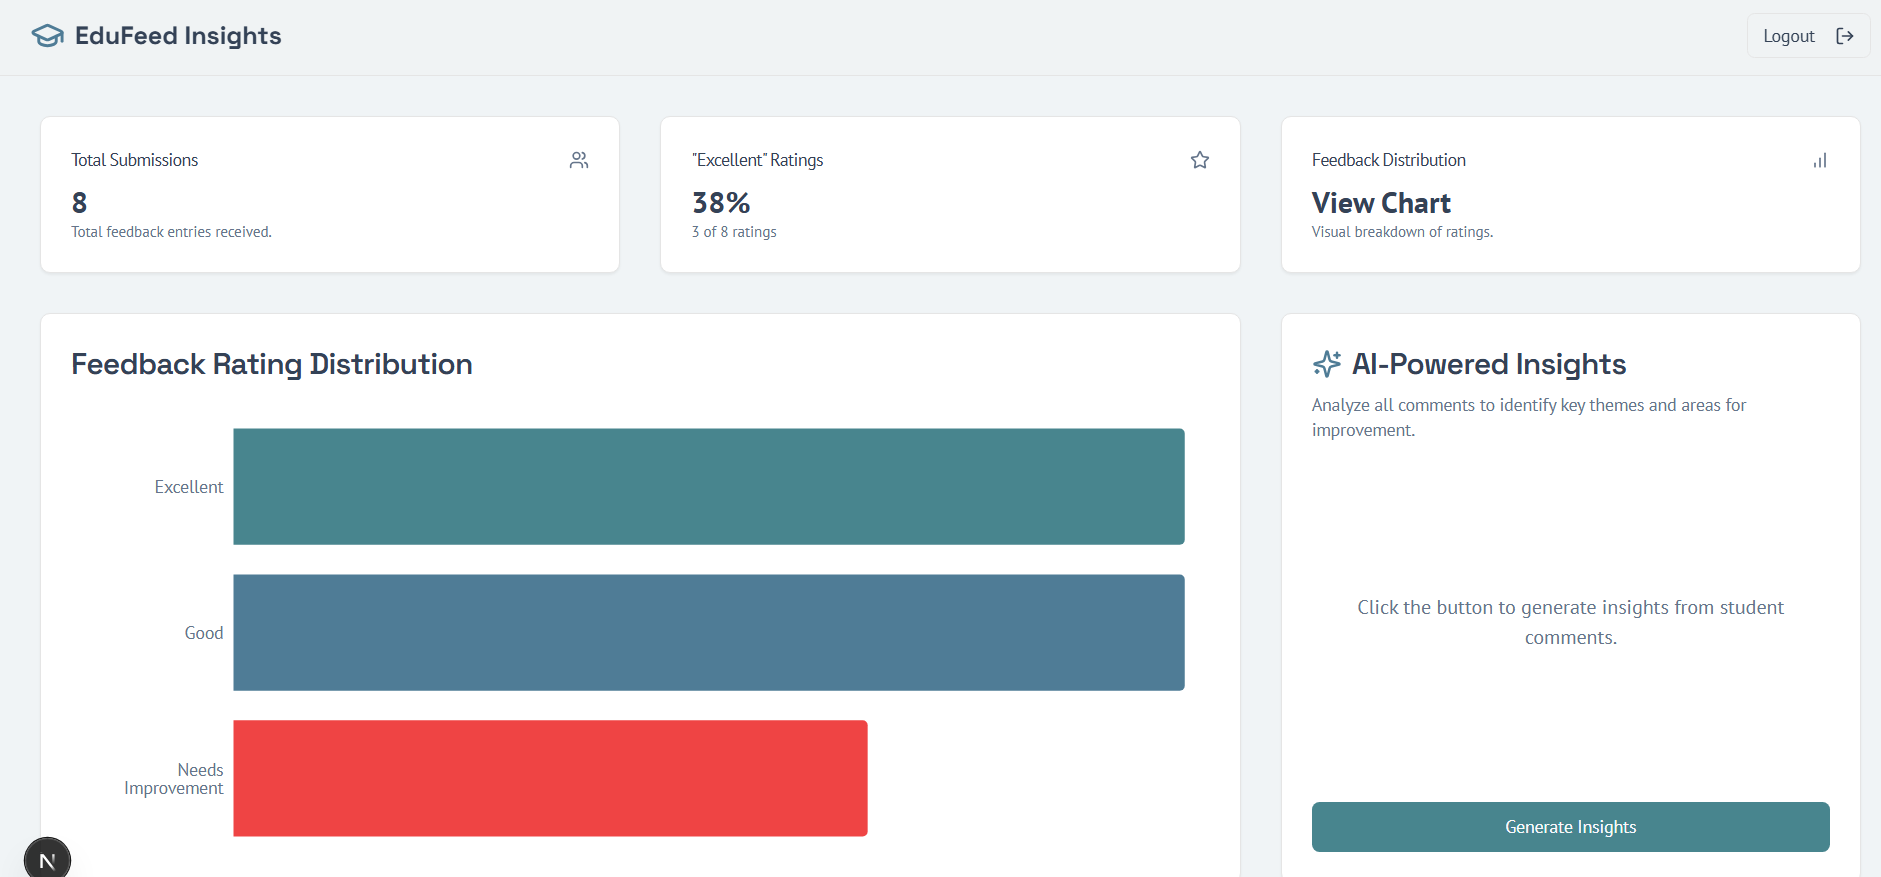 EduFeed Insights
Logout
Total Submissions
8
Total feedback entries received.
"Excellent" Ratings
38%
3 of 8 ratings
Feedback Distribution
View Chart
Visual breakdown of ratings.
Feedback Rating Distribution
Excellent
Good
Needs
Improvement
AI-Powered Insights
Analyze all comments to identify key themes and areas for
improvement.
Click the button to generate insights from student
comments.
Generate Insights
N